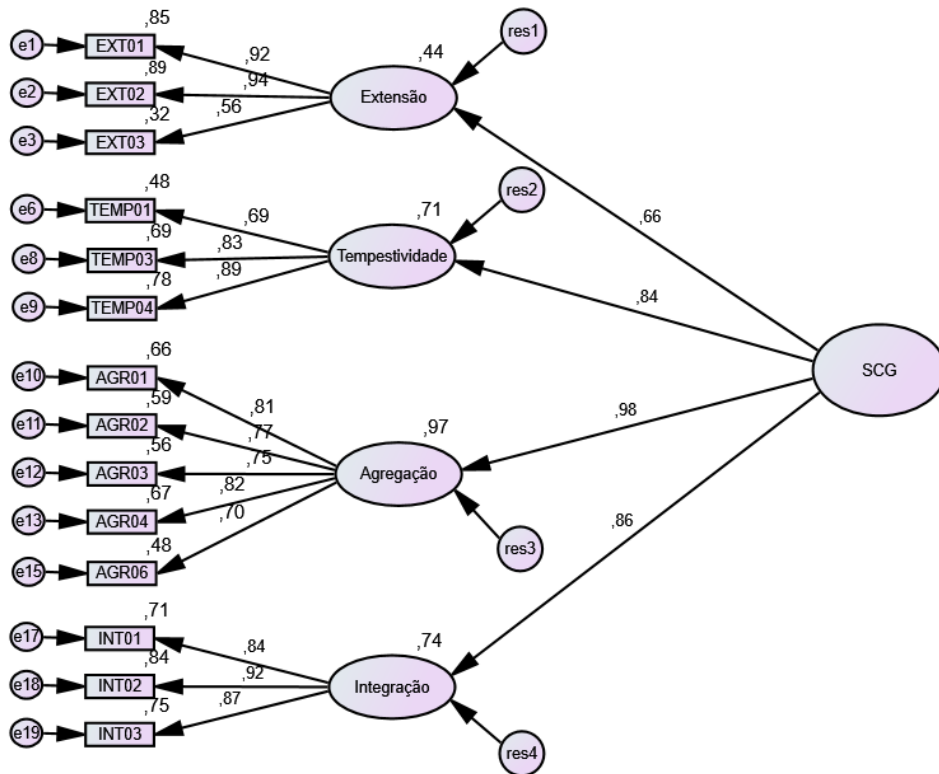 ,85
e1 EXT01 ,92 ,44 res1
,89
e2 EXT02 ,94 Extensão
,32 ,56
e3 EXT03
,48 res2
e6 TEMP01 ,69 ,71 ,66
,69 ,83
e8 TEMP03 Tempestividade
,78 ,89
e9 TEMP04 ,84
,66 SCG
e10 AGR01
,59 ,81 ,98
e11 AGR02 ,77 ,97
,56 ,75
e12 AGR03 Agregação
,67 ,82
e13 AGR04 ,70 ,86
,48 res3
e15 AGR06
,71
e17 INT01 ,84 ,74
,84 ,92
e18 INT02 Integração
,75 ,87
e19 INT03
res4